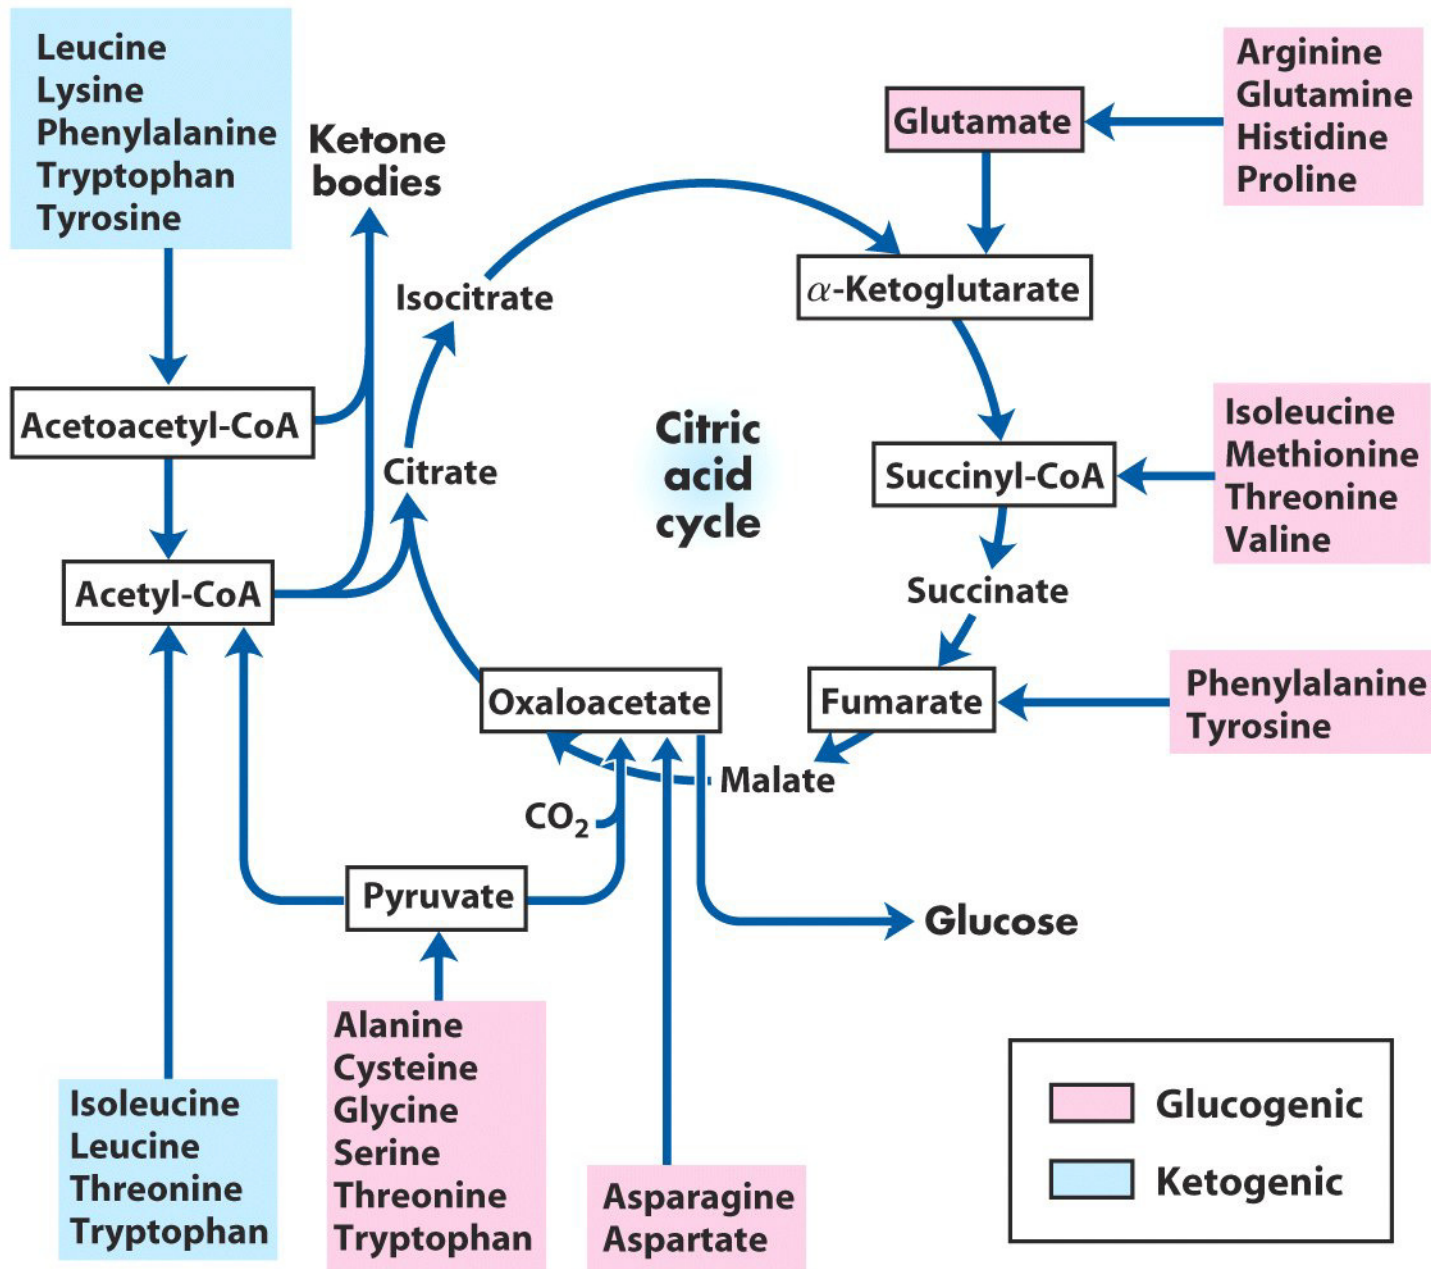 Leucine
Lysine
Phenylalanine
Tryptophan
Tyrosine
Ketone
bodies
Glutamate
Arginine
Glutamine
Histidine
Proline
Isocitrate
α-Ketoglutarate
Acetoacetyl-CoA
Citrate
Citric
acid
cycle
Succinyl-CoA
Isoleucine
Methionine
Threonine
Valine
Acetyl-CoA
Succinate
Oxaloacetate
Fumarate
Phenylalanine
Tyrosine
Malate
CO₂
Pyruvate
Glucose
Isoleucine
Leucine
Threonine
Tryptophan
Alanine
Cysteine
Glycine
Serine
Threonine
Tryptophan
Asparagine
Aspartate
Glucogenic
Ketogenic